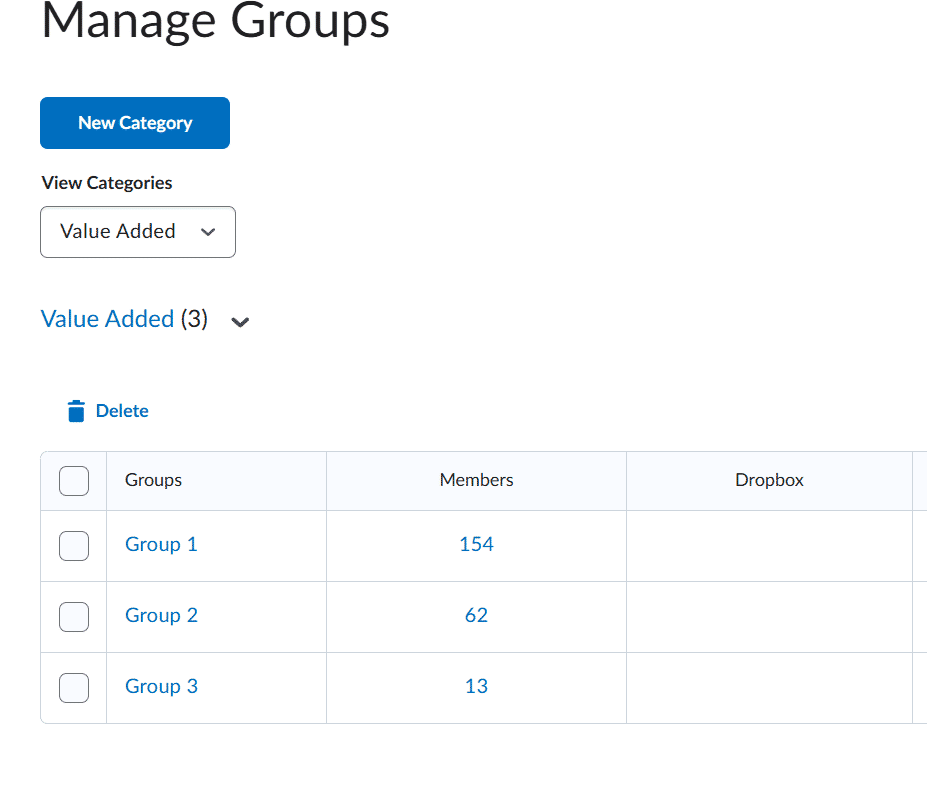 Manage Groups
New Category
View Categories
Value Added
Value Added (3)
Delete
Groups Members Dropbox
Group 1 154
Group 2 62
Group 3 13